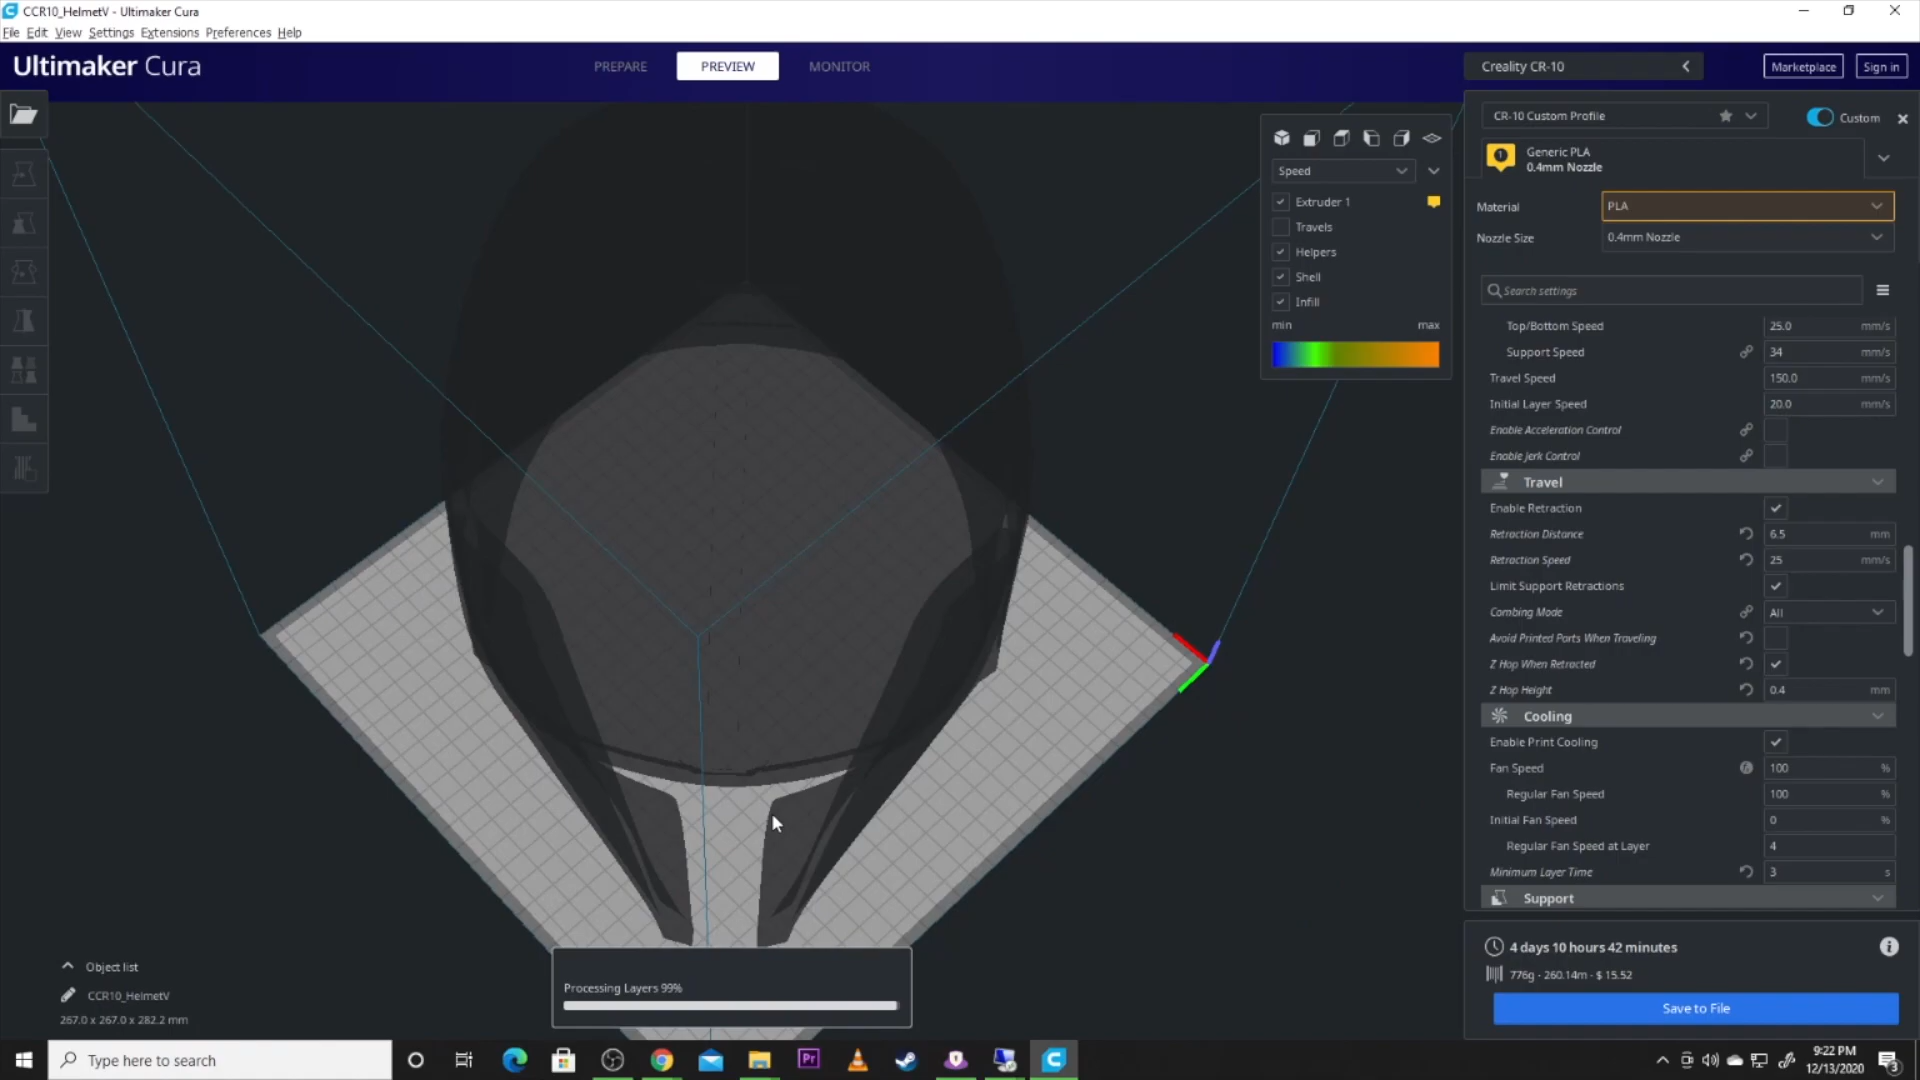 CCR10_HelmetV - Ultimaker Cura
File Edit View Settings Extensions Preferences Help
Ultimaker Cura
PREPARE
PREVIEW
MONITOR
Creality CR-10
Marketplace
Sign in
CR-10 Custom Profile
Custom
1
Generic PLA
0.4mm Nozzle
Material
PLA
Nozzle Size
0.4mm Nozzle
Search settings
Speed
Extruder 1
Travels
Helpers
Shell
Infill
min
max
Top/Bottom Speed 25.0 mm/s
Support Speed 34 mm/s
Travel Speed 150.0 mm/s
Initial Layer Speed 20.0 mm/s
Enable Acceleration Control
Enable Jerk Control
Travel
Enable Retraction
Retraction Distance 6.5 mm
Retraction Speed 25 mm/s
Limit Support Retractions
Combing Mode All
Avoid Printed Parts When Traveling
Z Hop When Retracted
Z Hop Height 0.4 mm
Cooling
Enable Print Cooling
Fan Speed 100 %
Regular Fan Speed 100 %
Initial Fan Speed 0 %
Regular Fan Speed at Layer 4
Minimum Layer Time 3 s
Support
4 days 10 hours 42 minutes
776g - 260.14m - $ 15.52
Save to File
Object list
CCR10_HelmetV
267.0 x 267.0 x 282.2 mm
Processing Layers 99%
Type here to search
Pr
9:22 PM
12/13/2020
3